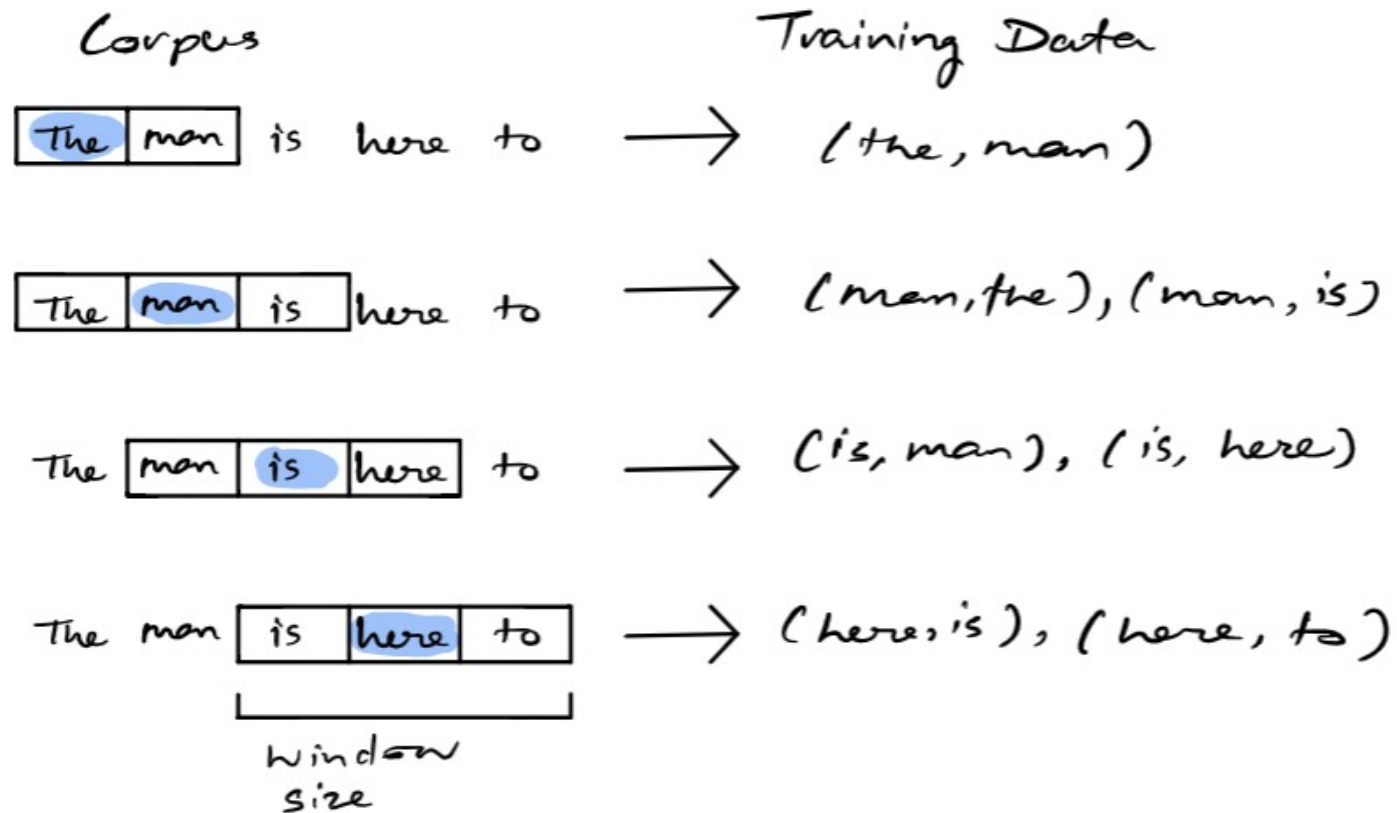 Corpus Training Data
The man is here to → (the, man)
The man is here to → (man, the), (man, is)
The man is here to → (is, man), (is, here)
The man is here to → (here, is), (here, to)
window
size